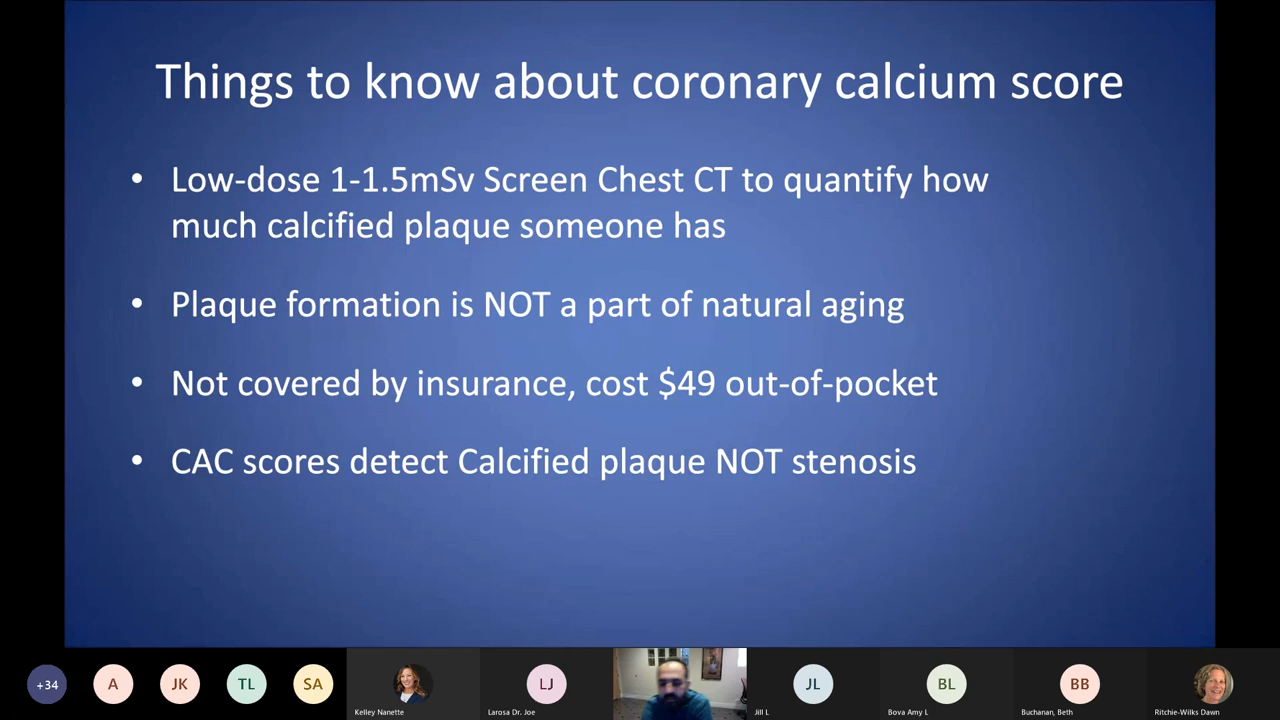 Things to know about coronary calcium score
• Low-dose 1-1.5mSv Screen Chest CT to quantify how
much calcified plaque someone has
• Plaque formation is NOT a part of natural aging
• Not covered by insurance, cost $49 out-of-pocket
• CAC scores detect Calcified plaque NOT stenosis
+34
A
JK
TL
SA
Kelley Nanette
LJ
Larosa Dr. Joe
JL
Jill L
BL
Bova Amy L
BB
Buchanan, Beth
Ritchie-Wilks Dawn